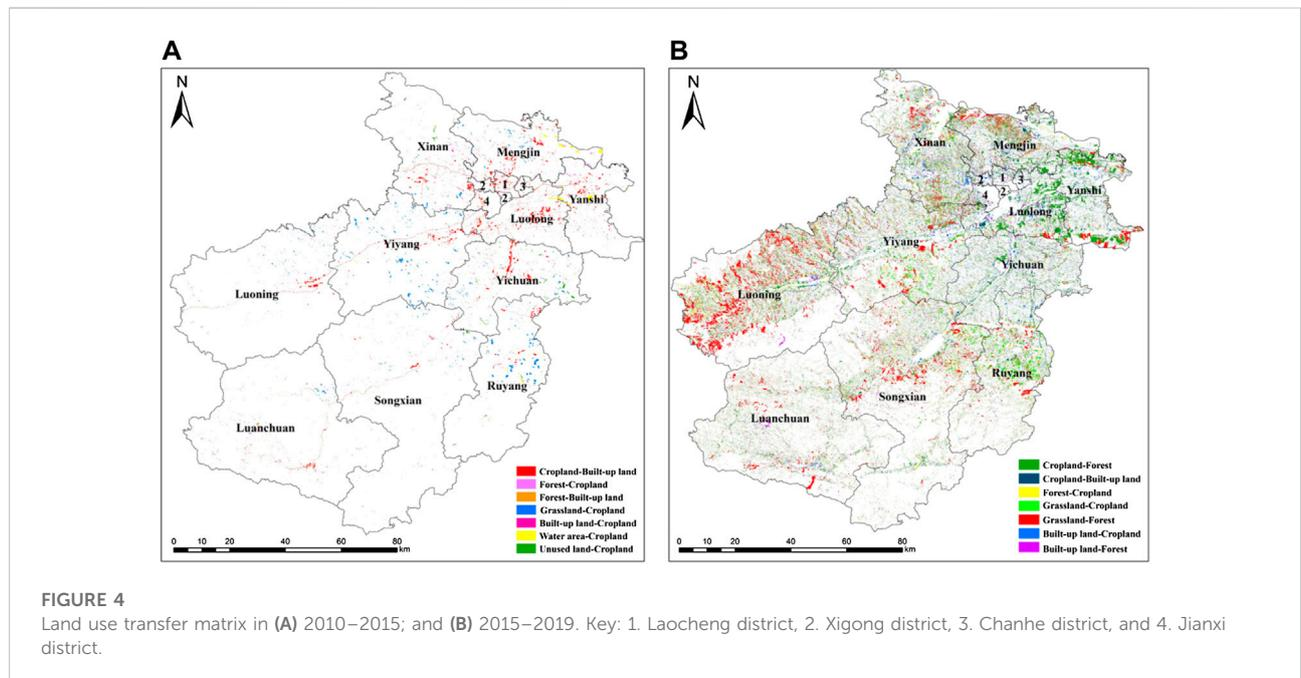 A
N
Xinan
Mengjin
2 1 3
4 2
Yanshi
Luolong
Yiyang
Yichuan
Luoning
Ruyang
Songxian
Luanchuan
Cropland-Built-up land
Forest-Cropland
Forest-Built-up land
Grassland-Cropland
Built-up land-Cropland
Water area-Cropland
Unused land-Cropland
0 10 20 40 60 80
km
B
N
Xinan
Mengjin
2 1 3
4 2
Yanshi
Luolong
Yiyang
Yichuan
Luoning
Ruyang
Songxian
Luanchuan
Cropland-Forest
Cropland-Built-up land
Forest-Cropland
Grassland-Cropland
Grassland-Forest
Built-up land-Cropland
Built-up land-Forest
0 10 20 40 60 80
km
FIGURE 4
Land use transfer matrix in (A) 2010–2015; and (B) 2015–2019. Key: 1. Laocheng district, 2. Xigong district, 3. Chanhe district, and 4. Jianxi
district.